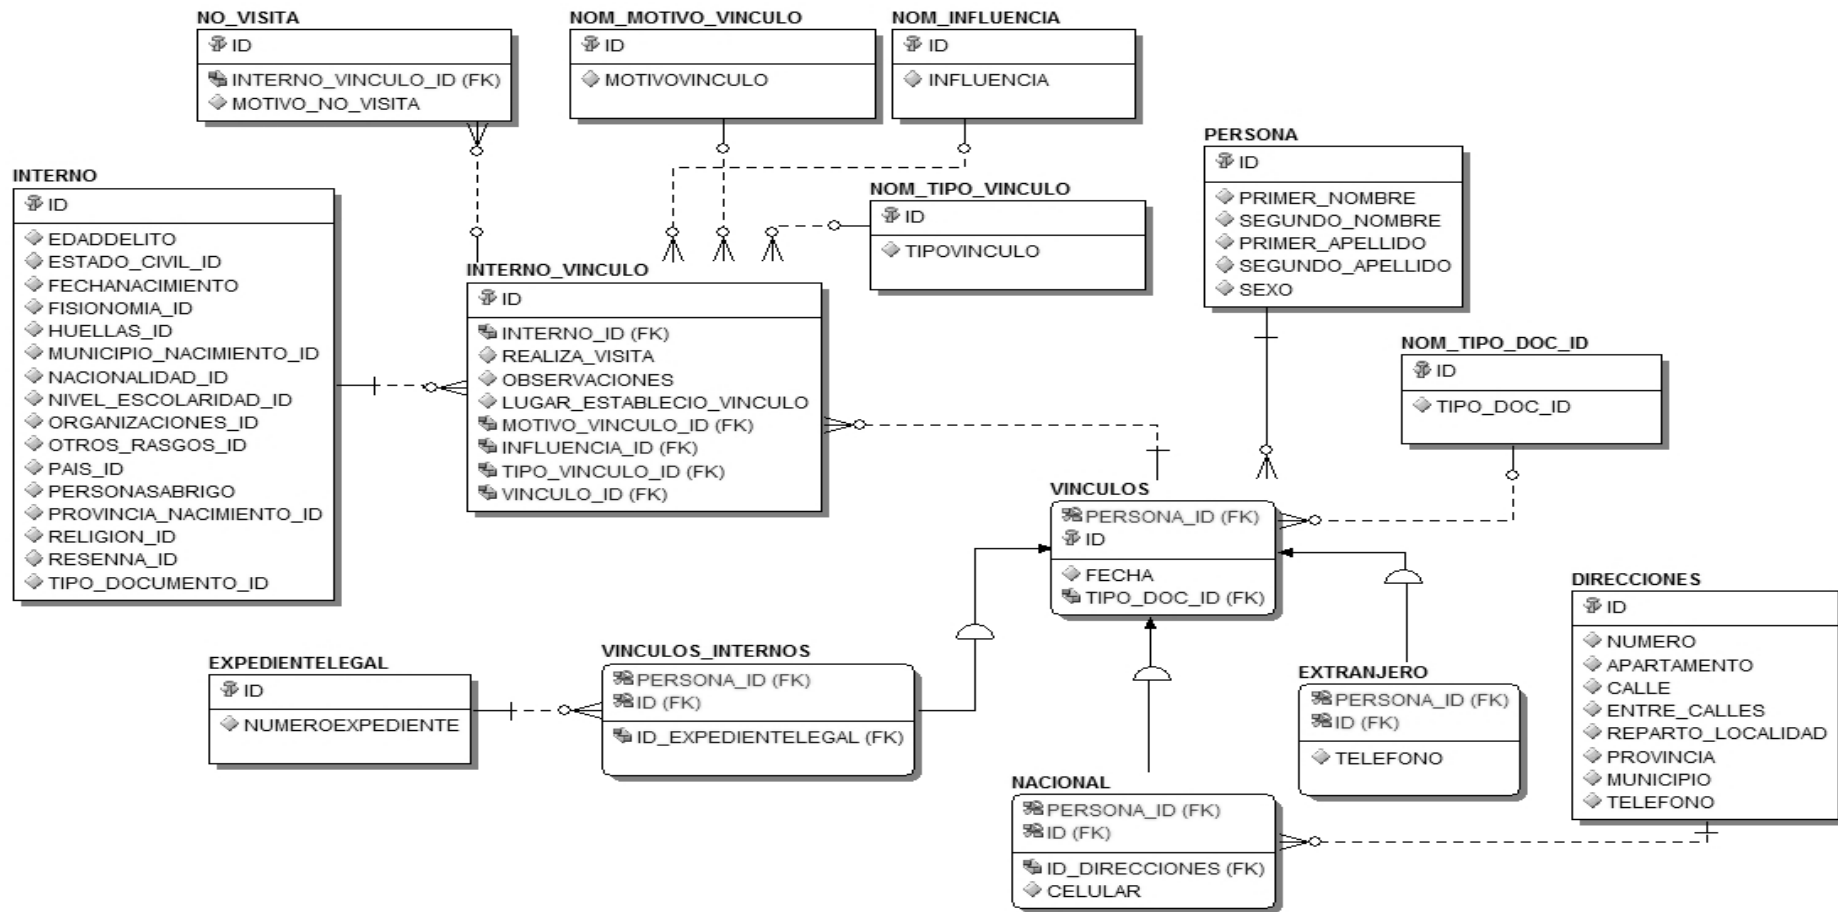 NO_VISITA
ID
INTERNO_VINCULO_ID (FK)
MOTIVO_NO_VISITA
NOM_MOTIVO_VINCULO
ID
MOTIVOVINCULO
NOM_INFLUENCIA
ID
INFLUENCIA
PERSONA
ID
PRIMER_NOMBRE
SEGUNDO_NOMBRE
PRIMER_APELLIDO
SEGUNDO_APELLIDO
SEXO
INTERNO
ID
EDADDELITO
ESTADO_CIVIL_ID
FECHANACIMIENTO
FISIONOMIA_ID
HUELLAS_ID
MUNICIPIO_NACIMIENTO_ID
NACIONALIDAD_ID
NIVEL_ESCOLARIDAD_ID
ORGANIZACIONES_ID
OTROS_RASGOS_ID
PAIS_ID
PERSONASABRIGO
PROVINCIA_NACIMIENTO_ID
RELIGION_ID
RESENNA_ID
TIPO_DOCUMENTO_ID
NOM_TIPO_VINCULO
ID
TIPOVINCULO
INTERNO_VINCULO
ID
INTERNO_ID (FK)
REALIZA_VISITA
OBSERVACIONES
LUGAR_ESTABLECIO_VINCULO
MOTIVO_VINCULO_ID (FK)
INFLUENCIA_ID (FK)
TIPO_VINCULO_ID (FK)
VINCULO_ID (FK)
NOM_TIPO_DOC_ID
ID
TIPO_DOC_ID
VINCULOS
PERSONA_ID (FK)
ID
FECHA
TIPO_DOC_ID (FK)
DIRECCIONES
ID
NUMERO
APARTAMENTO
CALLE
ENTRE_CALLES
REPARTO_LOCALIDAD
PROVINCIA
MUNICIPIO
TELEFONO
EXPEDIENTELEGAL
ID
NUMEROEXPEDIENTE
VINCULOS_INTERNOS
PERSONA_ID (FK)
ID (FK)
ID_EXPEDIENTELEGAL (FK)
EXTRANJERO
PERSONA_ID (FK)
ID (FK)
TELEFONO
NACIONAL
PERSONA_ID (FK)
ID (FK)
ID_DIRECCIONES (FK)
CELULAR